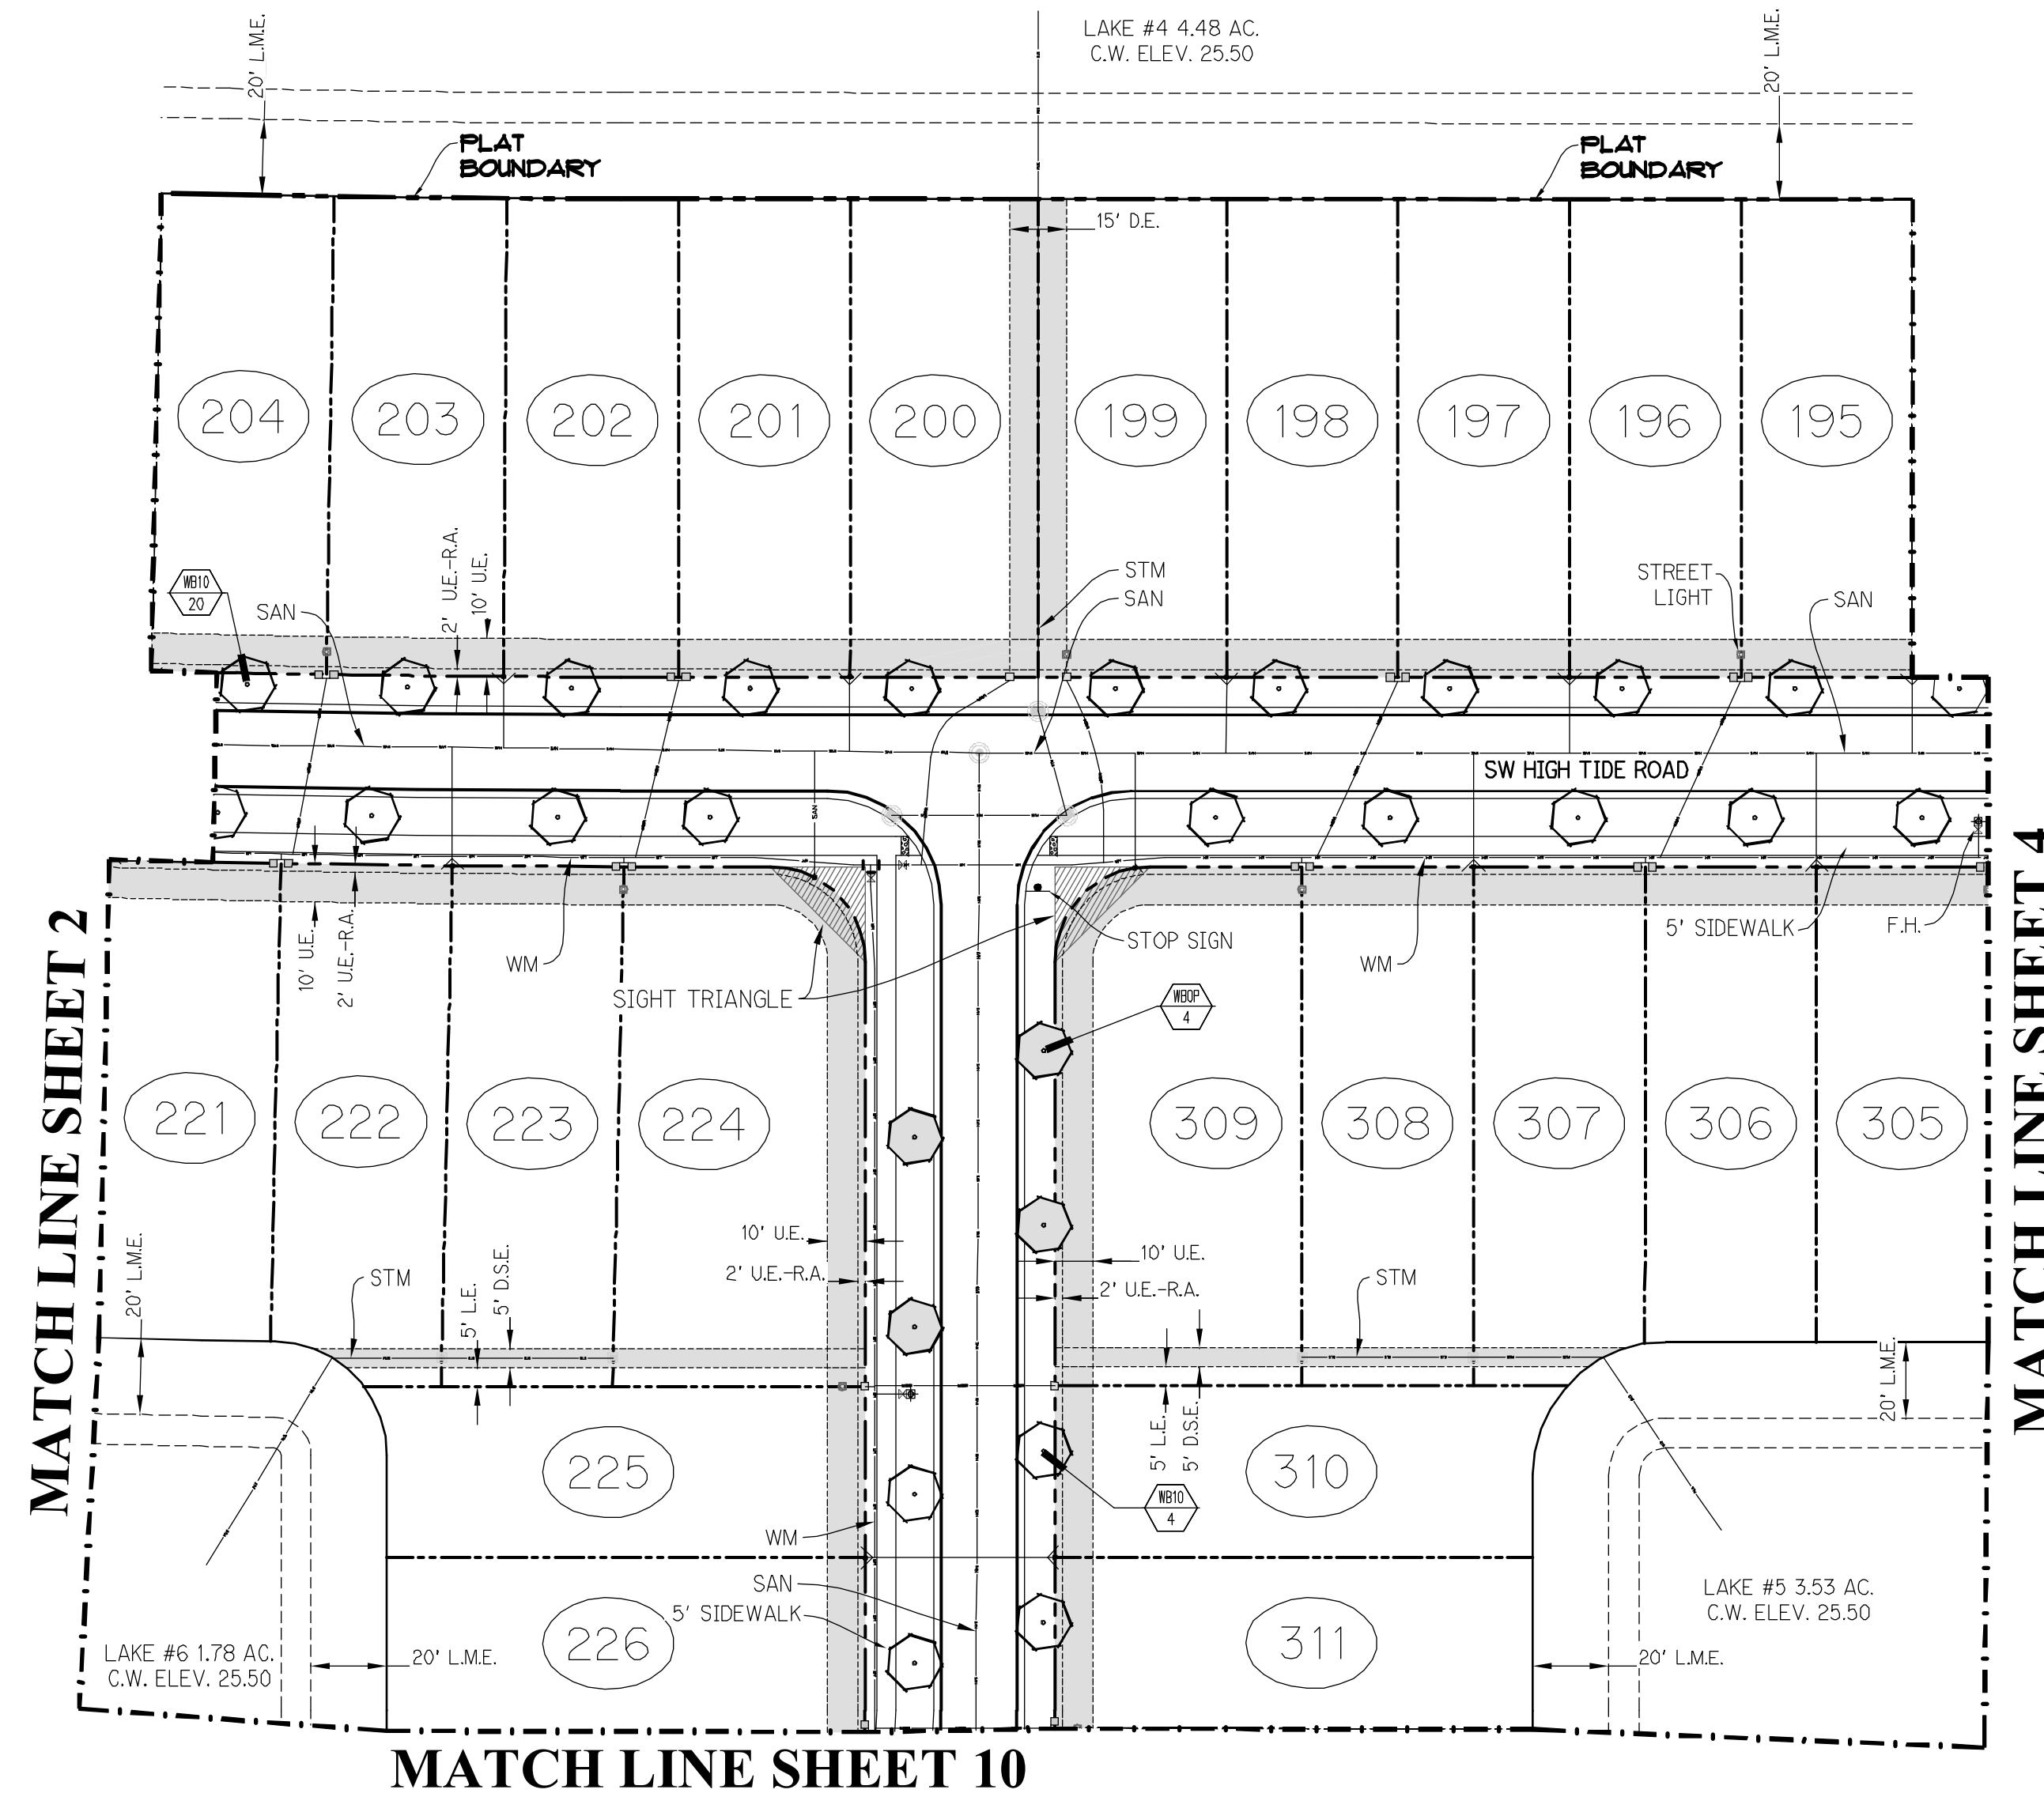 20' L.M.E.
LAKE #4 4.48 AC.
C.W. ELEV. 25.50
20' L.M.E.
PLAT
BOUNDARY
PLAT
BOUNDARY
15' D.E.
204
203
202
201
200
199
198
197
196
195
2' U.E.-R.A.
10' U.E.
WB10
20
SAN
STM
SAN
STREET
LIGHT
SAN
SW HIGH TIDE ROAD
SAN
10' U.E.
2' U.E.-R.A.
WM
SIGHT TRIANGLE
STOP SIGN
WM
5' SIDEWALK
F.H.
WBOP
4
MATCH LINE SHEET 2
MATCH LINE SHEET 4
221
222
223
224
309
308
307
306
305
20' L.M.E.
STM
5' L.E.
5' D.S.E.
10' U.E.
2' U.E.-R.A.
10' U.E.
2' U.E.-R.A.
STM
20' L.M.E.
5' L.E.
5' D.S.E.
225
310
WB10
4
WM
SAN
5' SIDEWALK
226
311
LAKE #6 1.78 AC.
C.W. ELEV. 25.50
20' L.M.E.
LAKE #5 3.53 AC.
C.W. ELEV. 25.50
20' L.M.E.
MATCH LINE SHEET 10